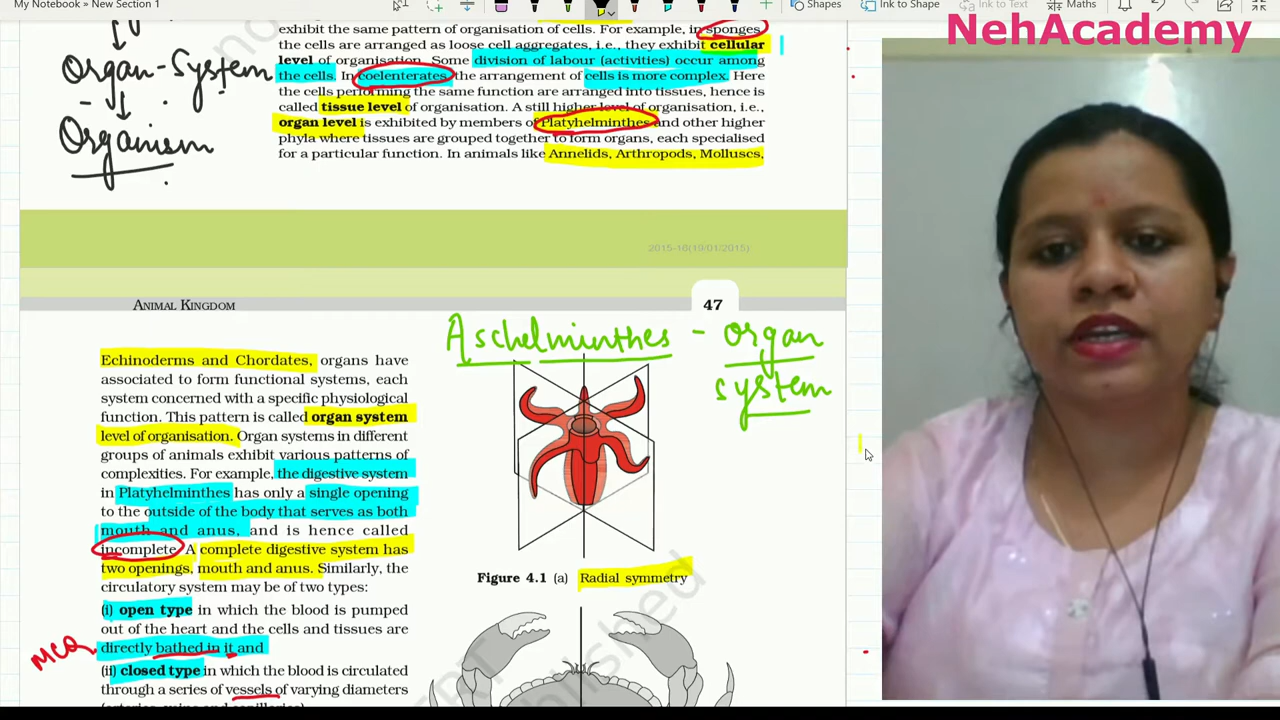 My Notebook » New Section 1
Shapes
Ink to Shape
Ink to Text
Maths
NehAcademy
exhibit the same pattern of organisation of cells. For example, in sponges
the cells are arranged as loose cell aggregates, i.e., they exhibit cellular
level of organisation. Some division of labour (activities) occur among
the cells. In coelenterates, the arrangement of cells is more complex. Here
the cells performing the same function are arranged into tissues, hence is
called tissue level of organisation. A still higher level of organisation, i.e.,
organ level is exhibited by members of Platyhelminthes and other higher
phyla where tissues are grouped together to form organs, each specialised
for a particular function. In animals like Annelids, Arthropods, Molluscs,
Organ-System
Organism
2015-16(19/01/2015)
ANIMAL KINGDOM
47
Aschelminthes - organ
system
Echinoderms and Chordates, organs have
associated to form functional systems, each
system concerned with a specific physiological
function. This pattern is called organ system
level of organisation. Organ systems in different
groups of animals exhibit various patterns of
complexities. For example, the digestive system
in Platyhelminthes has only a single opening
to the outside of the body that serves as both
mouth and anus, and is hence called
incomplete. A complete digestive system has
two openings, mouth and anus. Similarly, the
circulatory system may be of two types:
(i) open type in which the blood is pumped
out of the heart and the cells and tissues are
directly bathed in it and
MCQ
(ii) closed type in which the blood is circulated
through a series of vessels of varying diameters
(arteries, veins and capillaries).
Figure 4.1 (a) Radial symmetry